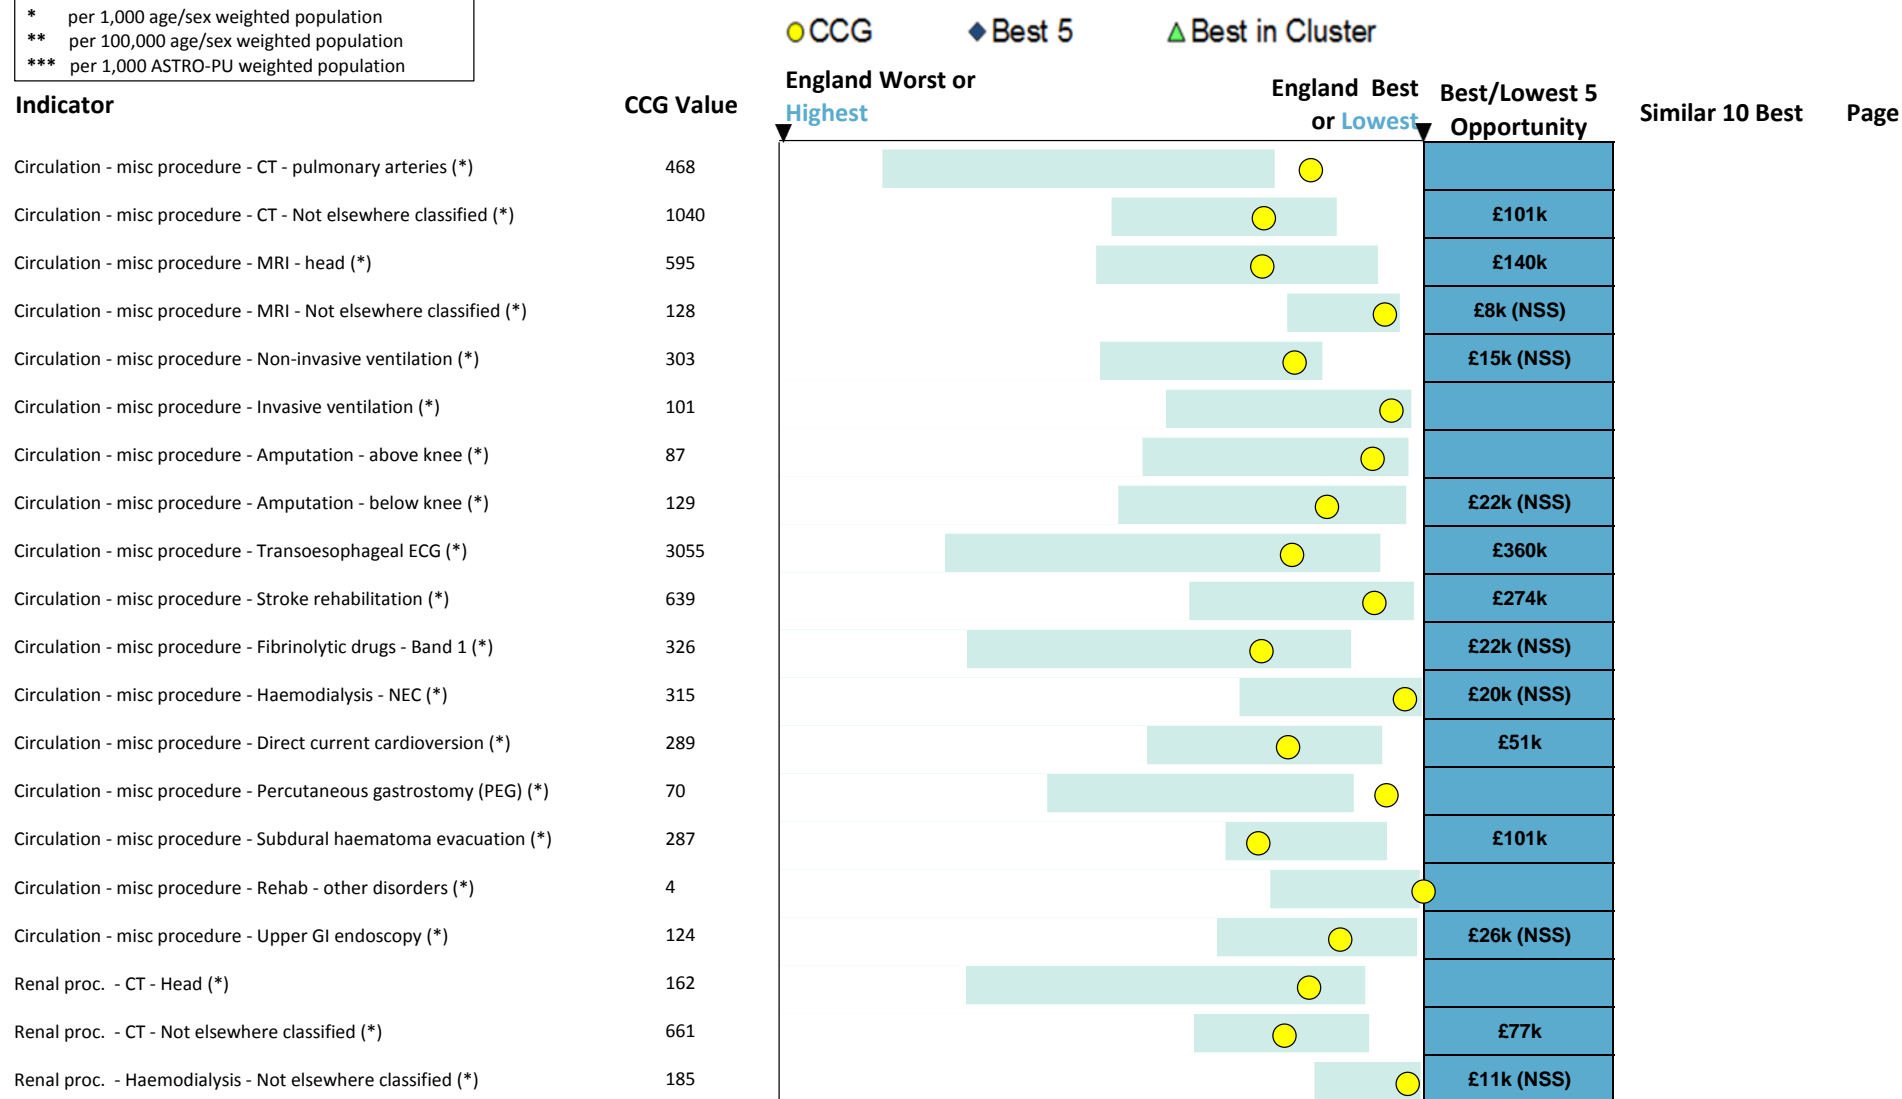 * per 1,000 age/sex weighted population
** per 100,000 age/sex weighted population
*** per 1,000 ASTRO-PU weighted population
CCG Best 5 Best in Cluster
Indicator CCG Value England Worst or Highest England Best or Lowest Best/Lowest 5 Opportunity Similar 10 Best Page
Circulation - misc procedure - CT - pulmonary arteries (*) 468
Circulation - misc procedure - CT - Not elsewhere classified (*) 1040 £101k
Circulation - misc procedure - MRI - head (*) 595 £140k
Circulation - misc procedure - MRI - Not elsewhere classified (*) 128 £8k (NSS)
Circulation - misc procedure - Non-invasive ventilation (*) 303 £15k (NSS)
Circulation - misc procedure - Invasive ventilation (*) 101
Circulation - misc procedure - Amputation - above knee (*) 87
Circulation - misc procedure - Amputation - below knee (*) 129 £22k (NSS)
Circulation - misc procedure - Transoesophageal ECG (*) 3055 £360k
Circulation - misc procedure - Stroke rehabilitation (*) 639 £274k
Circulation - misc procedure - Fibrinolytic drugs - Band 1 (*) 326 £22k (NSS)
Circulation - misc procedure - Haemodialysis - NEC (*) 315 £20k (NSS)
Circulation - misc procedure - Direct current cardioversion (*) 289 £51k
Circulation - misc procedure - Percutaneous gastrostomy (PEG) (*) 70
Circulation - misc procedure - Subdural haematoma evacuation (*) 287 £101k
Circulation - misc procedure - Rehab - other disorders (*) 4
Circulation - misc procedure - Upper GI endoscopy (*) 124 £26k (NSS)
Renal proc. - CT - Head (*) 162
Renal proc. - CT - Not elsewhere classified (*) 661 £77k
Renal proc. - Haemodialysis - Not elsewhere classified (*) 185 £11k (NSS)